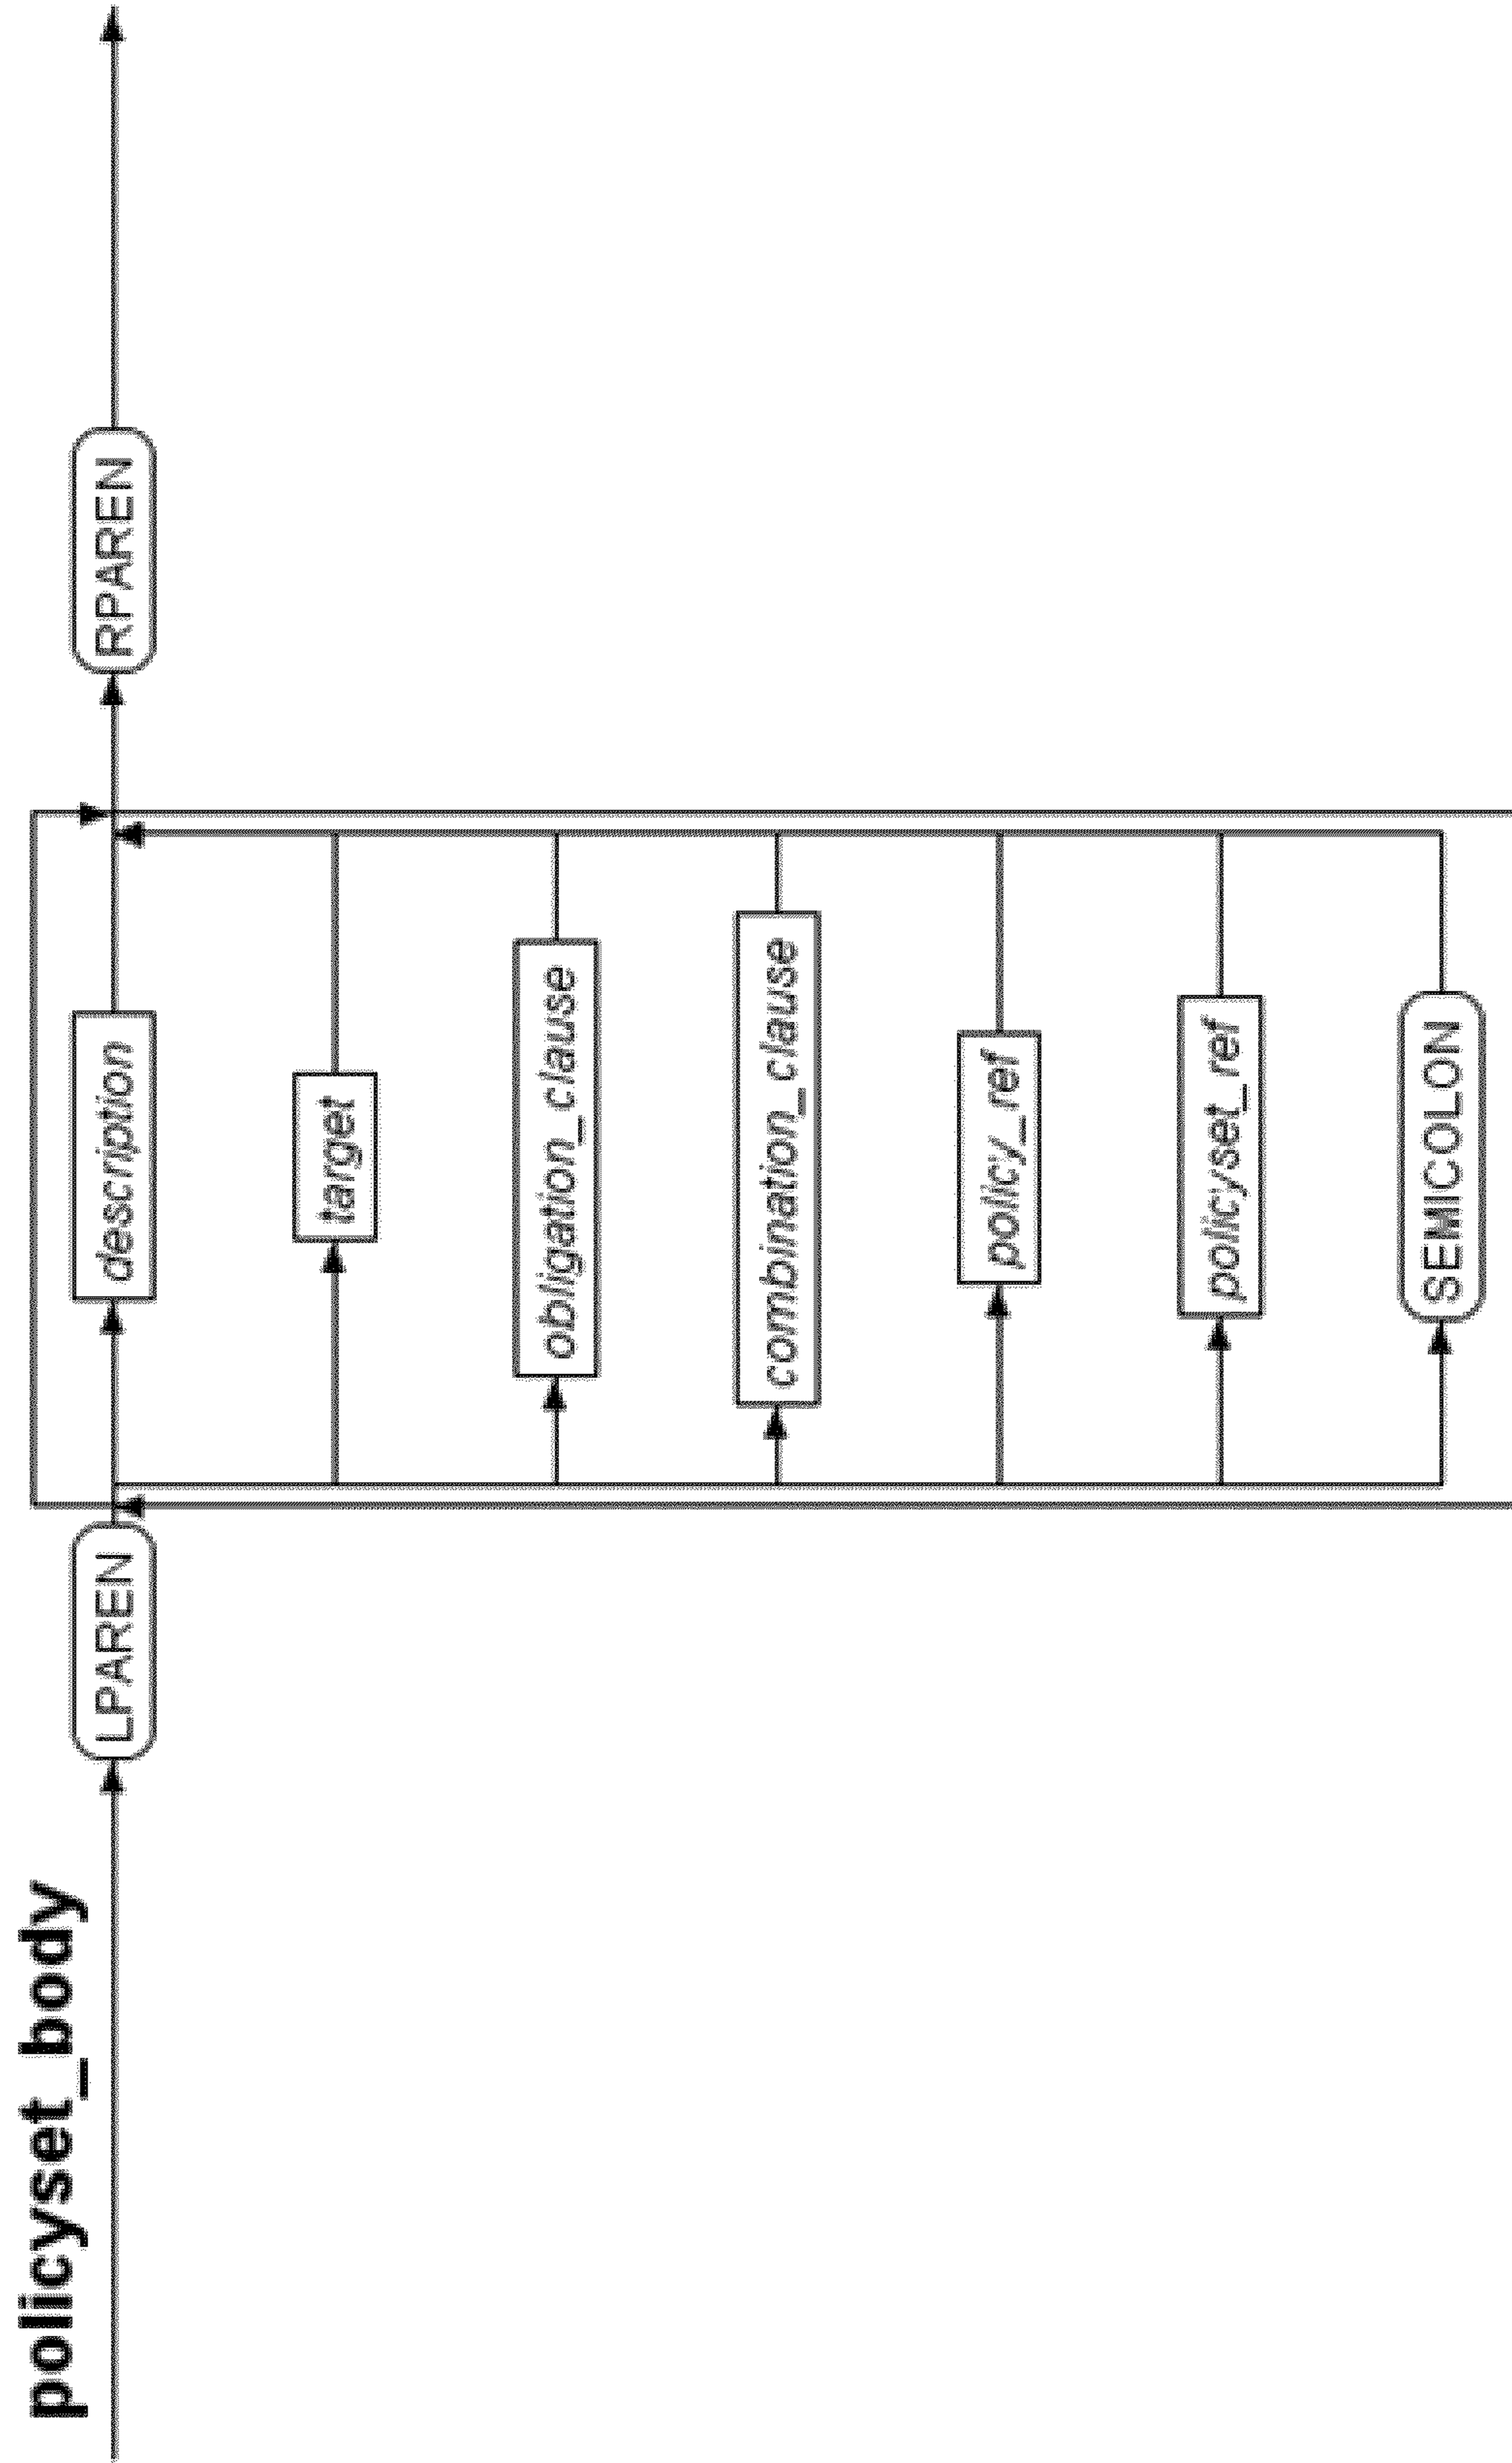 policyset_body
LPAREN
description
target
obligation_clause
combination_clause
policy_ref
policyset_ref
SEMICOLON
RPAREN